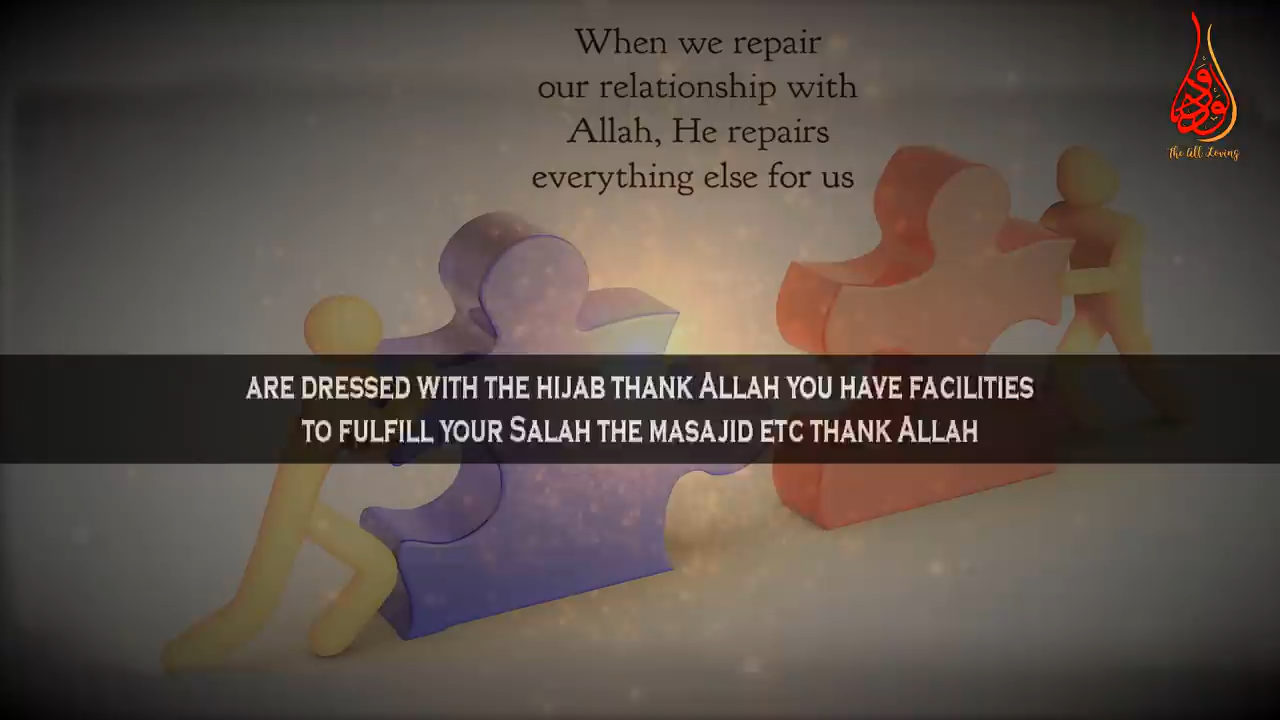 When we repair
our relationship with
Allah, He repairs
everything else for us
الودود
The All Loving
ARE DRESSED WITH THE HIJAB THANK ALLAH YOU HAVE FACILITIES
TO FULFILL YOUR SALAH THE MASAJID ETC THANK ALLAH